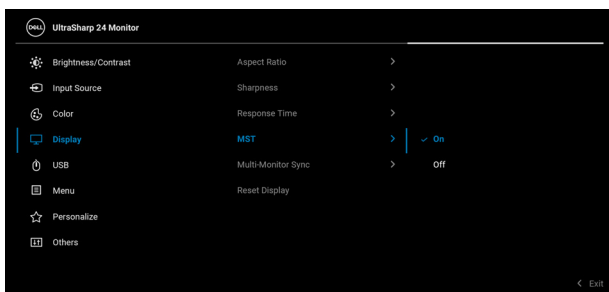 DELL UltraSharp 24 Monitor
Brightness/Contrast Aspect Ratio >
Input Source Sharpness >
Color Response Time >
Display MST > ✓ On
USB Multi-Monitor Sync > Off
Menu Reset Display
Personalize
Others
< Exit